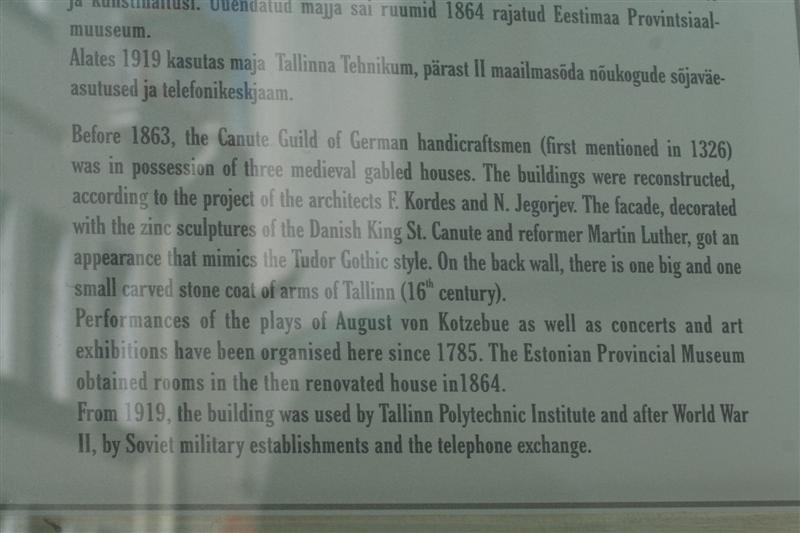 ja kunstinäitusi. Uuendatud majja sai ruumid 1864 rajatud Eestimaa Provintsiaal-
muuseum.
Alates 1919 kasutas maja Tallinna Tehnikum, pärast II maailmasõda nõukogude sõjaväe-
asutused ja telefonikeskjaam.
Before 1863, the Canute Guild of German handicraftsmen (first mentioned in 1326)
was in possession of three medieval gabled houses. The buildings were reconstructed,
according to the project of the architects F. Kordes and N. Jegorjev. The facade, decorated
with the zinc sculptures of the Danish King St. Canute and reformer Martin Luther, got an
appearance that mimics the Tudor Gothic style. On the back wall, there is one big and one
small carved stone coat of arms of Tallinn (16th century).
Performances of the plays of August von Kotzebue as well as concerts and art
exhibitions have been organised here since 1785. The Estonian Provincial Museum
obtained rooms in the then renovated house in1864.
From 1919, the building was used by Tallinn Polytechnic Institute and after World War
II, by Soviet military establishments and the telephone exchange.